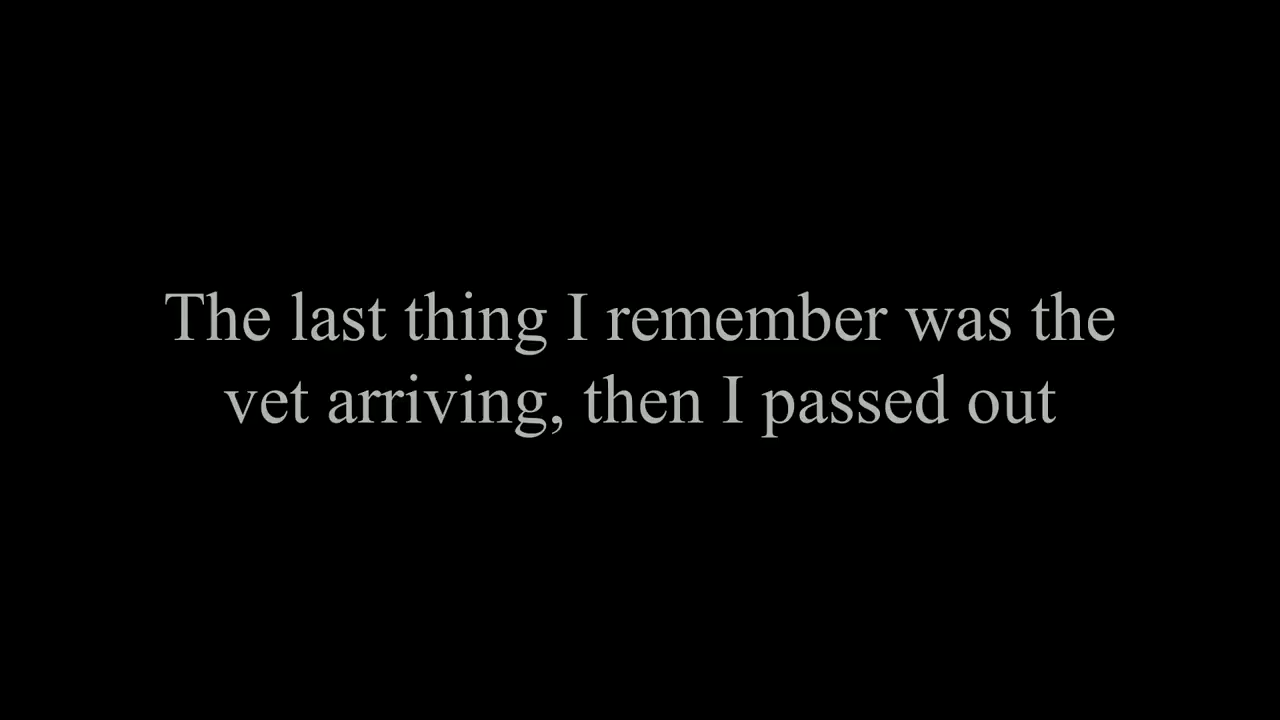 The last thing I remember was the
vet arriving, then I passed out